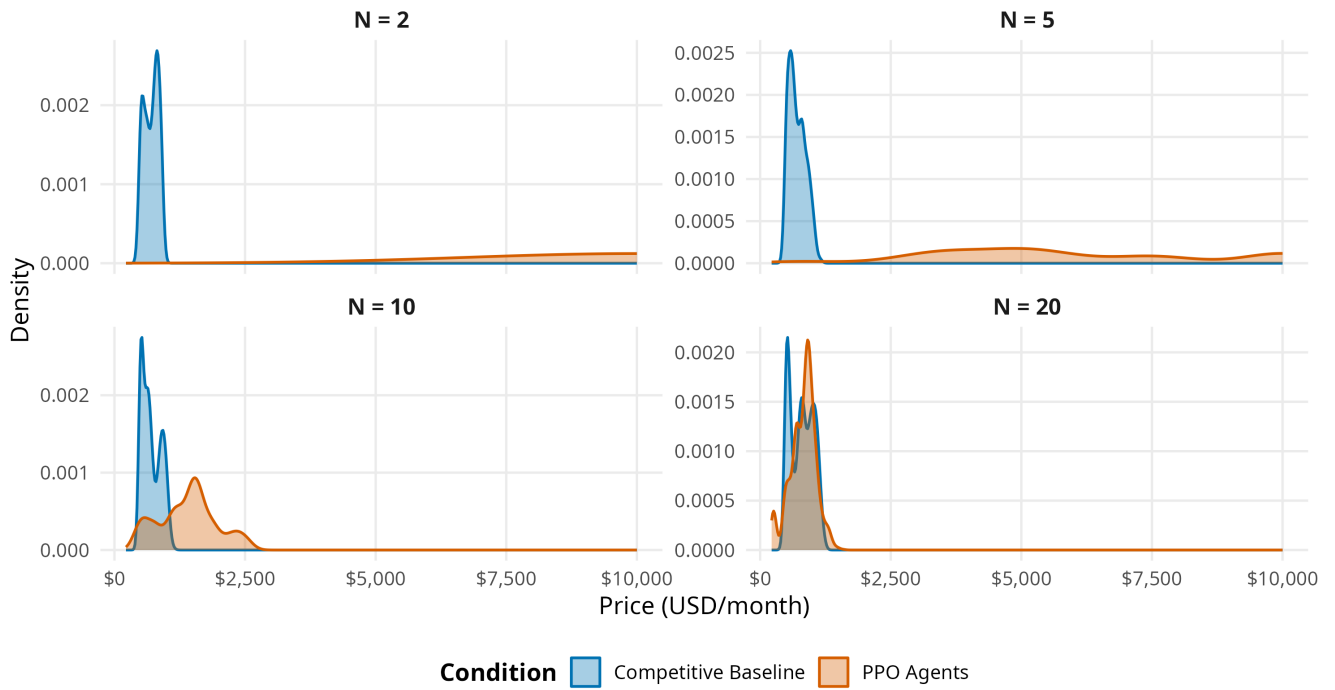 N = 2
N = 5
0.002
0.001
0.000
0.0025
0.0020
0.0015
0.0010
0.0005
0.0000
Density
N = 10
N = 20
0.002
0.001
0.000
0.0020
0.0015
0.0010
0.0005
0.0000
$0 $2,500 $5,000 $7,500 $10,000
$0 $2,500 $5,000 $7,500 $10,000
Price (USD/month)
Condition Competitive Baseline PPO Agents